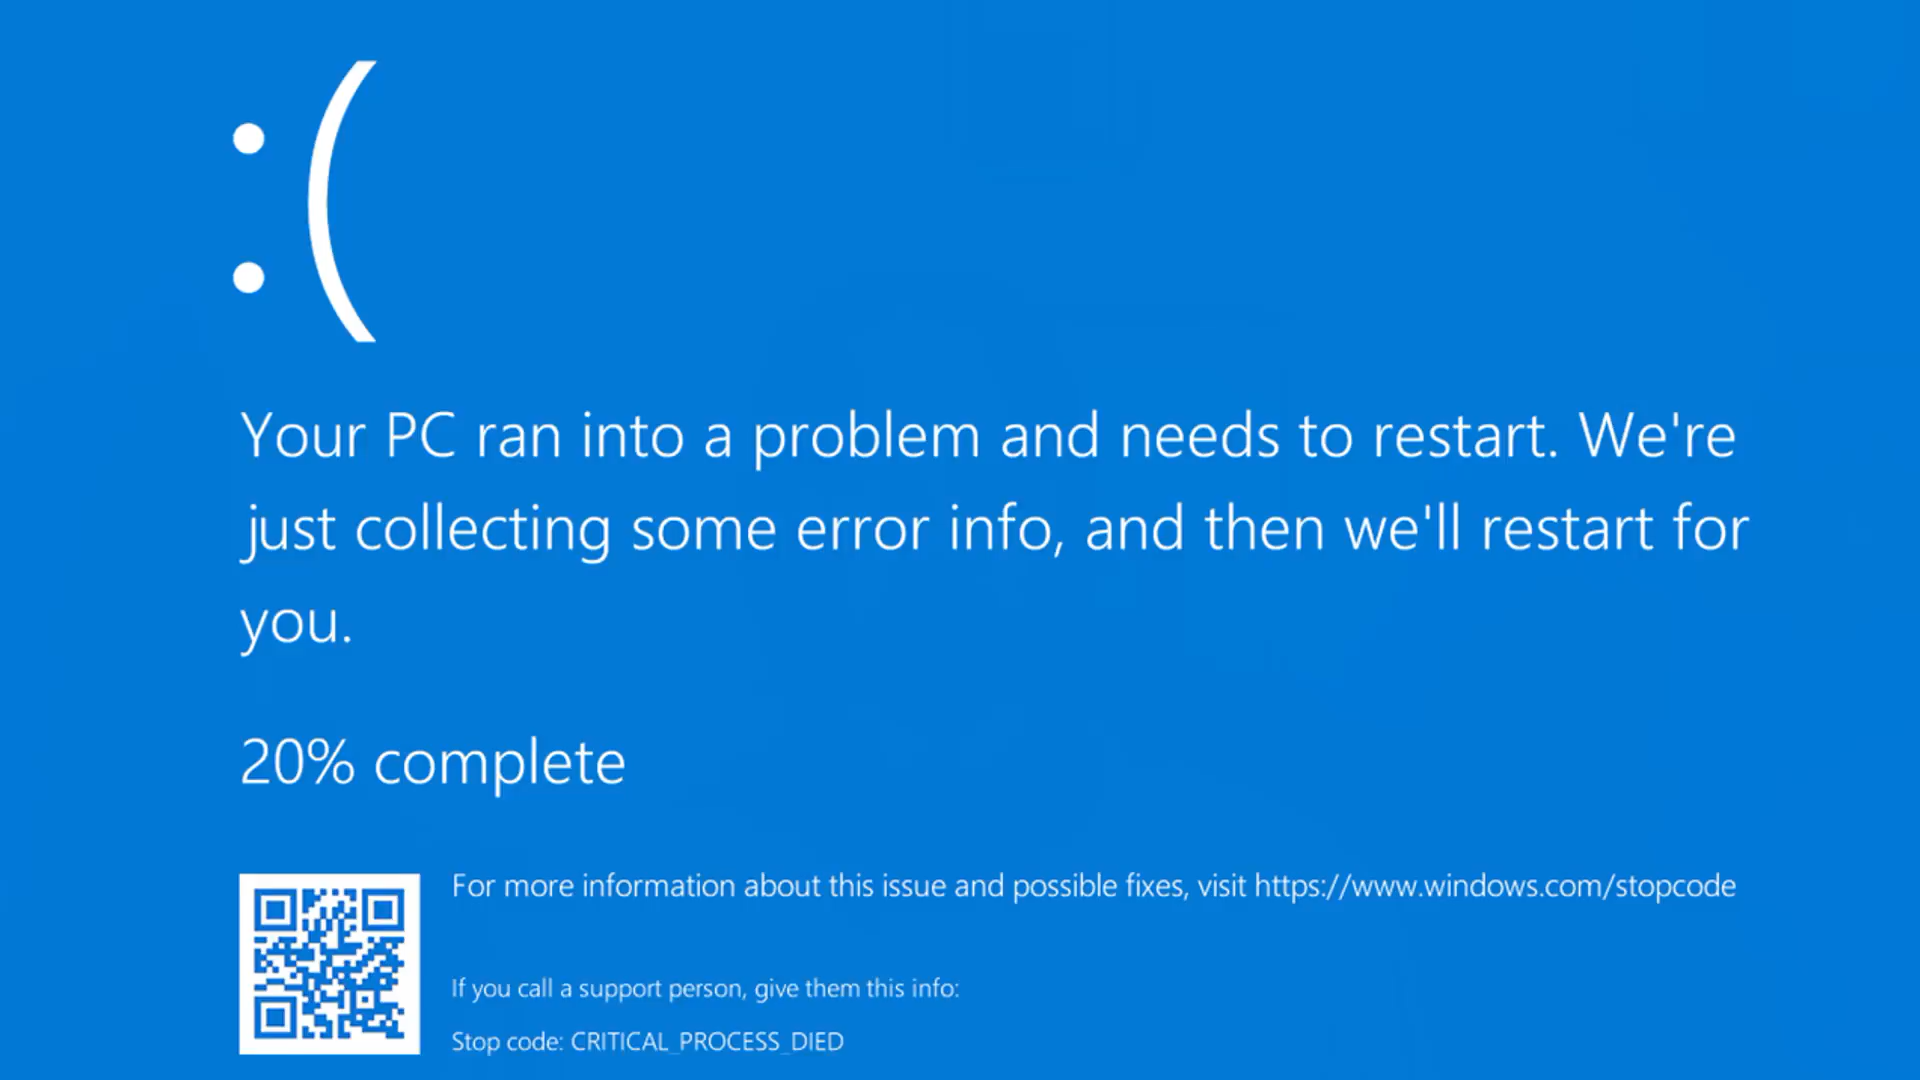 :(
Your PC ran into a problem and needs to restart. We're
just collecting some error info, and then we'll restart for
you.
20% complete
For more information about this issue and possible fixes, visit https://www.windows.com/stopcode
If you call a support person, give them this info:
Stop code: CRITICAL_PROCESS_DIED